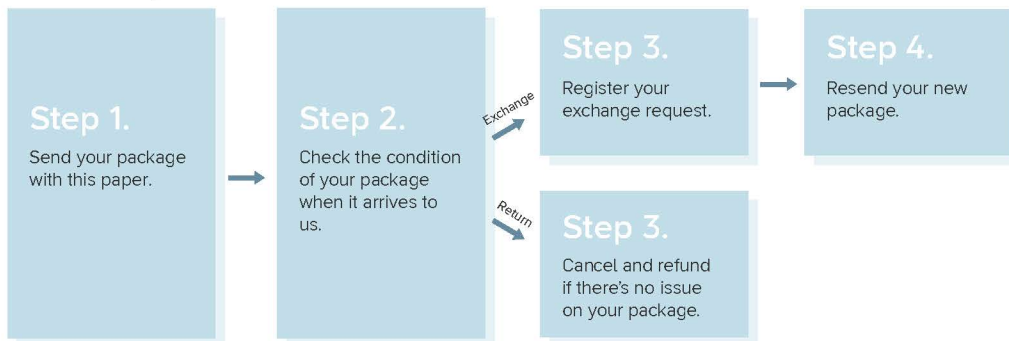 Step 1.
Send your package
with this paper.
Step 2.
Check the condition
of your package
when it arrives to
us.
Exchange
Step 3.
Register your
exchange request.
Step 4.
Resend your new
package.
Return
Step 3.
Cancel and refund
if there's no issue
on your package.